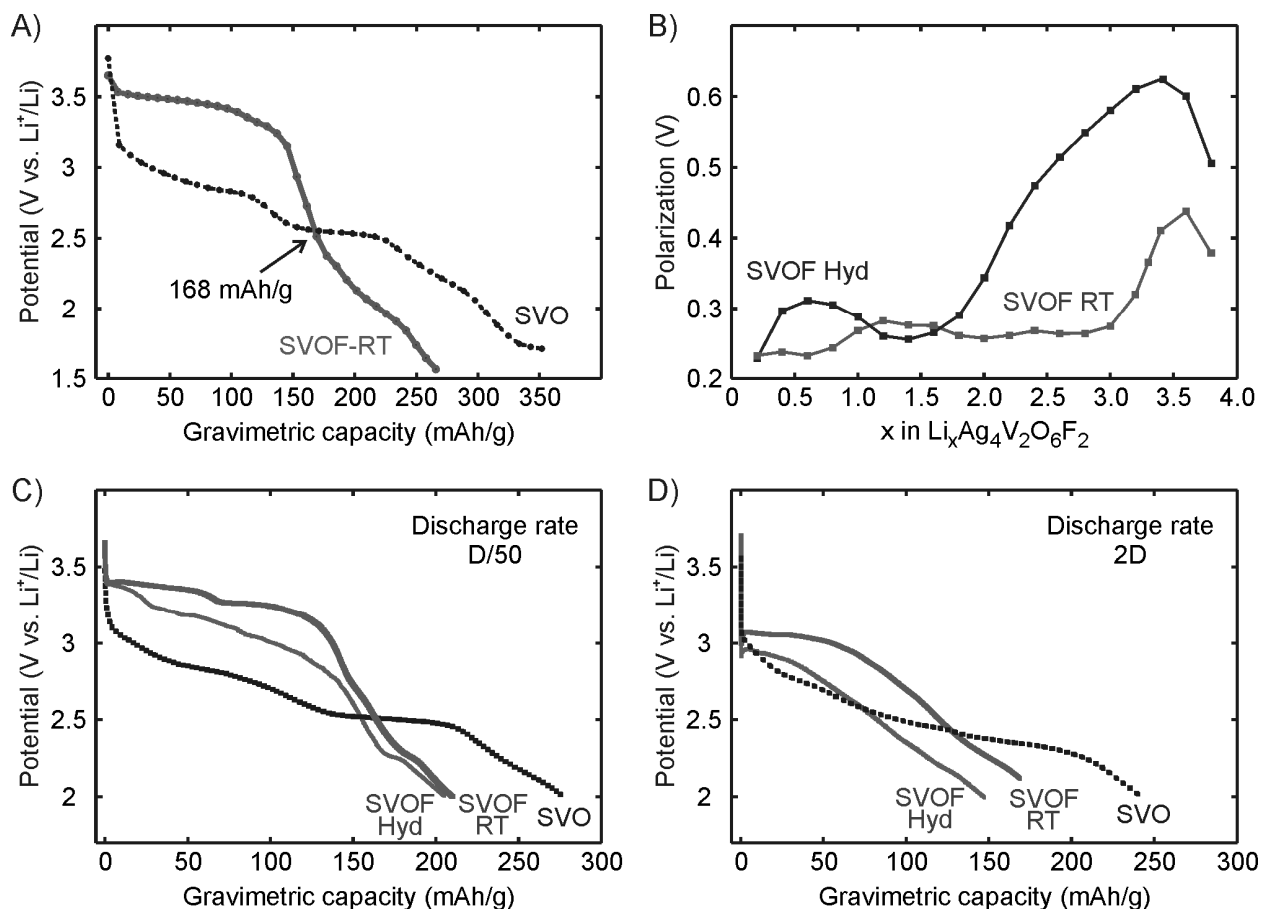 A)
Potential (V vs. Li⁺/Li)
3.5
3
2.5
2
1.5
168 mAh/g
SVOF-RT
SVO
0 50 100 150 200 250 300 350
Gravimetric capacity (mAh/g)
B)
Polarization (V)
0.6
0.5
0.4
0.3
0.2
SVOF Hyd
SVOF RT
0 0.5 1.0 1.5 2.0 2.5 3.0 3.5 4.0
x in LiₓAg₄V₂O₆F₂
C)
Potential (V vs. Li⁺/Li)
3.5
3
2.5
2
Discharge rate
D/50
SVOF
Hyd
SVOF
RT
SVO
0 50 100 150 200 250 300
Gravimetric capacity (mAh/g)
D)
Potential (V vs. Li⁺/Li)
3.5
3
2.5
2
Discharge rate
2D
SVOF
Hyd
SVOF
RT
SVO
0 50 100 150 200 250 300
Gravimetric capacity (mAh/g)